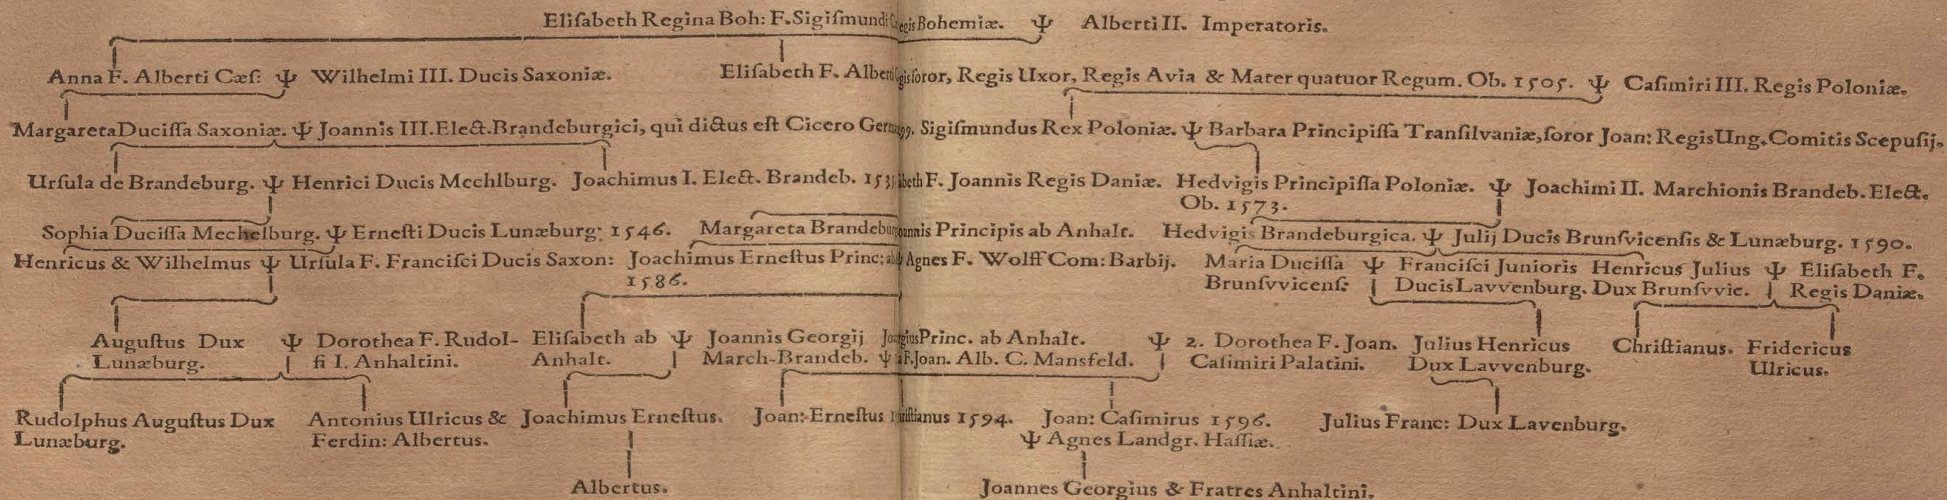 Elisabeth Regina Boh: F. Sigismundi Regis Bohemiæ. Ψ Alberti II. Imperatoris.
Anna F. Alberti Cæs: Ψ Wilhelmi III. Ducis Saxoniæ. Elisabeth F. Alberti soror, Regis Uxor, Regis Avia & Mater quatuor Regum. Ob. 1505. Ψ Casimiri III. Regis Poloniæ.
Margareta Ducissa Saxoniæ. Ψ Joannis III. Elect. Brandeburgici, qui dictus est Cicero Sigismundus Rex Poloniæ. Ψ Barbara Principissa Transilvaniæ, soror Joan: Regis Ung. Comitis Scepusij.
Ursula de Brandeburg. Ψ Henrici Ducis Mechlburg. Joachimus I. Elect. Brandeb. F. Joannis Regis Daniæ. Hedvigis Principissa Poloniæ. Ψ Joachimi II. Marchionis Brandeb. Elect.
Ob. 1573.
Sophia Ducissa Mechelburg. Ψ Ernesti Ducis Lunæburg: 1546. Margareta Principis ab Anhalt. Hedvigis Brandeburgica. Ψ Julij Ducis Brunsvicensis & Lunæburg. 1590.
Henricus & Wilhelmus Ψ Ursula F. Francisci Ducis Saxon: Joachimus Ernestus Princ: Agnes F. Wolff Com: Barbij. Maria Ducissa Ψ Francisci Junioris Henricus Julius Ψ Elisabeth F.
1586. Brunsvvicens: Ducis Lavvenburg. Dux Brunsvvic. Regis Daniæ.
Augustus Dux Ψ Dorothea F. Rudol- Elisabeth ab Ψ Joannis Georgij Princ. ab Anhalt. Ψ 2. Dorothea F. Joan. Julius Henricus Christianus. Fridericus
Lunæburg. fi I. Anhaltini. Anhalt. March-Brandeb. Ψ F. Joan. Alb. C. Mansfeld. Casimiri Palatini. Dux Lavvenburg. Ulricus.
Rudolphus Augustus Dux Antonius Ulricus & Joachimus Ernestus. Joan: Ernestus 1594. Joan: Casimirus 1596. Julius Franc: Dux Lavenburg.
Lunæburg. Ferdin: Albertus. Ψ Agnes Landgr. Hassiæ.
Albertus. Joannes Georgius & Fratres Anhaltini.